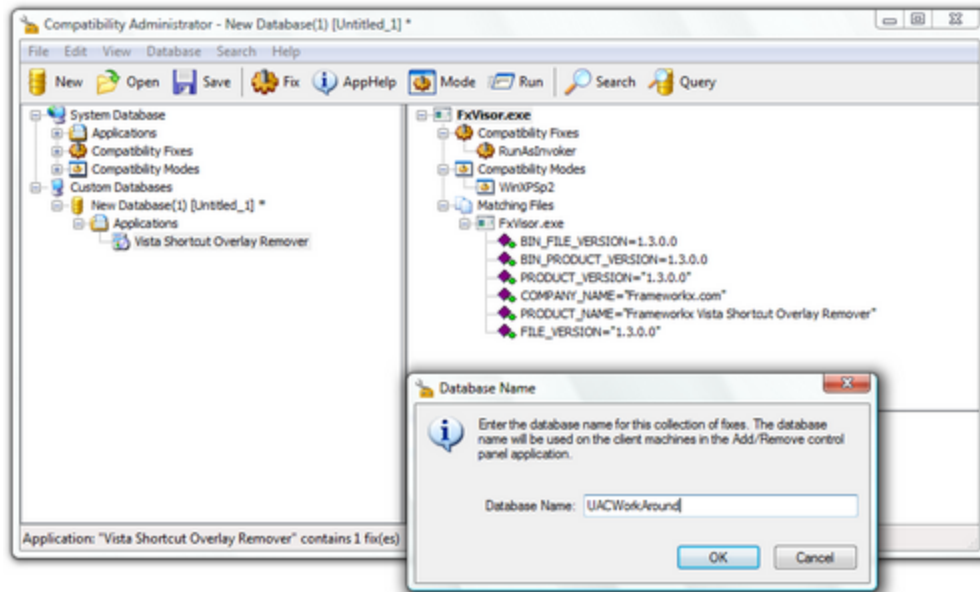 Compatibility Administrator - New Database(1) [Untitled_1] *
File Edit View Database Search Help
New Open Save Fix AppHelp Mode Run Search Query
System Database
Applications
Compatibility Fixes
Compatibility Modes
Custom Databases
New Database(1) [Untitled_1] *
Applications
Vista Shortcut Overlay Remover
FxVisor.exe
Compatibility Fixes
RunAsInvoker
Compatibility Modes
WinXPSp2
Matching Files
FxVisor.exe
BIN_FILE_VERSION=1.3.0.0
BIN_PRODUCT_VERSION=1.3.0.0
PRODUCT_VERSION="1.3.0.0"
COMPANY_NAME="Frameworkx.com"
PRODUCT_NAME="Frameworkx Vista Shortcut Overlay Remover"
FILE_VERSION="1.3.0.0"
Application: "Vista Shortcut Overlay Remover" contains 1 fix(es)
Database Name
Enter the database name for this collection of fixes. The database
name will be used on the client machines in the Add/Remove control
panel application.
Database Name: UACWorkAround
OK Cancel